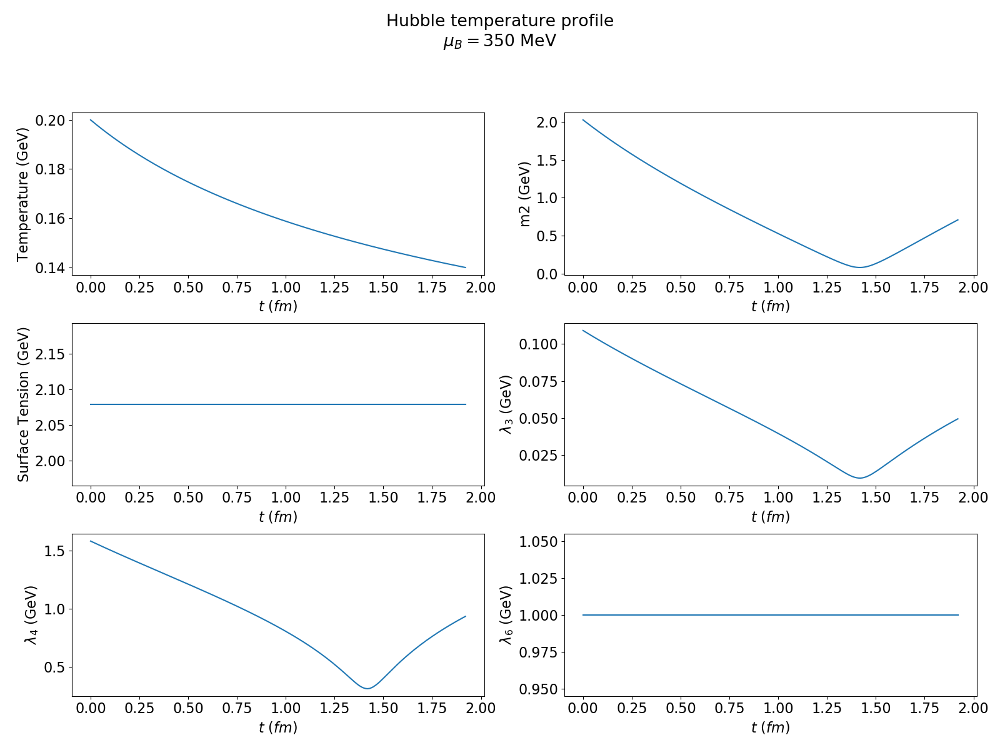 Hubble temperature profile
μ_B = 350 MeV
Temperature (GeV)
0.20
0.18
0.16
0.14
0.00 0.25 0.50 0.75 1.00 1.25 1.50 1.75 2.00
t (fm)
m2 (GeV)
2.0
1.5
1.0
0.5
0.0
0.00 0.25 0.50 0.75 1.00 1.25 1.50 1.75 2.00
t (fm)
Surface Tension (GeV)
2.15
2.10
2.05
2.00
0.00 0.25 0.50 0.75 1.00 1.25 1.50 1.75 2.00
t (fm)
λ₃ (GeV)
0.100
0.075
0.050
0.025
0.00 0.25 0.50 0.75 1.00 1.25 1.50 1.75 2.00
t (fm)
λ₄ (GeV)
1.5
1.0
0.5
0.00 0.25 0.50 0.75 1.00 1.25 1.50 1.75 2.00
t (fm)
λ₆ (GeV)
1.050
1.025
1.000
0.975
0.950
0.00 0.25 0.50 0.75 1.00 1.25 1.50 1.75 2.00
t (fm)